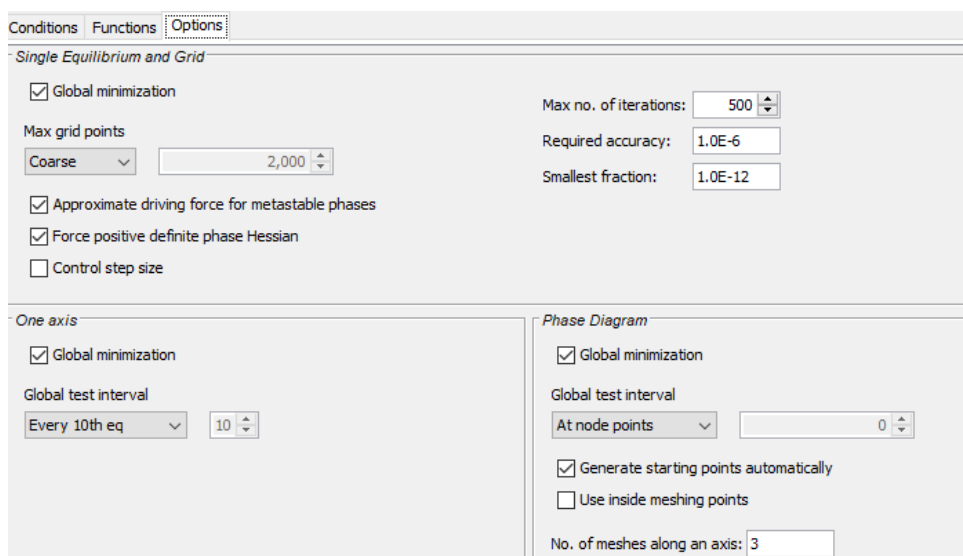 Conditions Functions Options
Single Equilibrium and Grid
Global minimization
Max grid points
Coarse 2,000
Approximate driving force for metastable phases
Force positive definite phase Hessian
Control step size
Max no. of iterations: 500
Required accuracy: 1.0E-6
Smallest fraction: 1.0E-12
One axis
Global minimization
Global test interval
Every 10th eq 10
Phase Diagram
Global minimization
Global test interval
At node points 0
Generate starting points automatically
Use inside meshing points
No. of meshes along an axis: 3